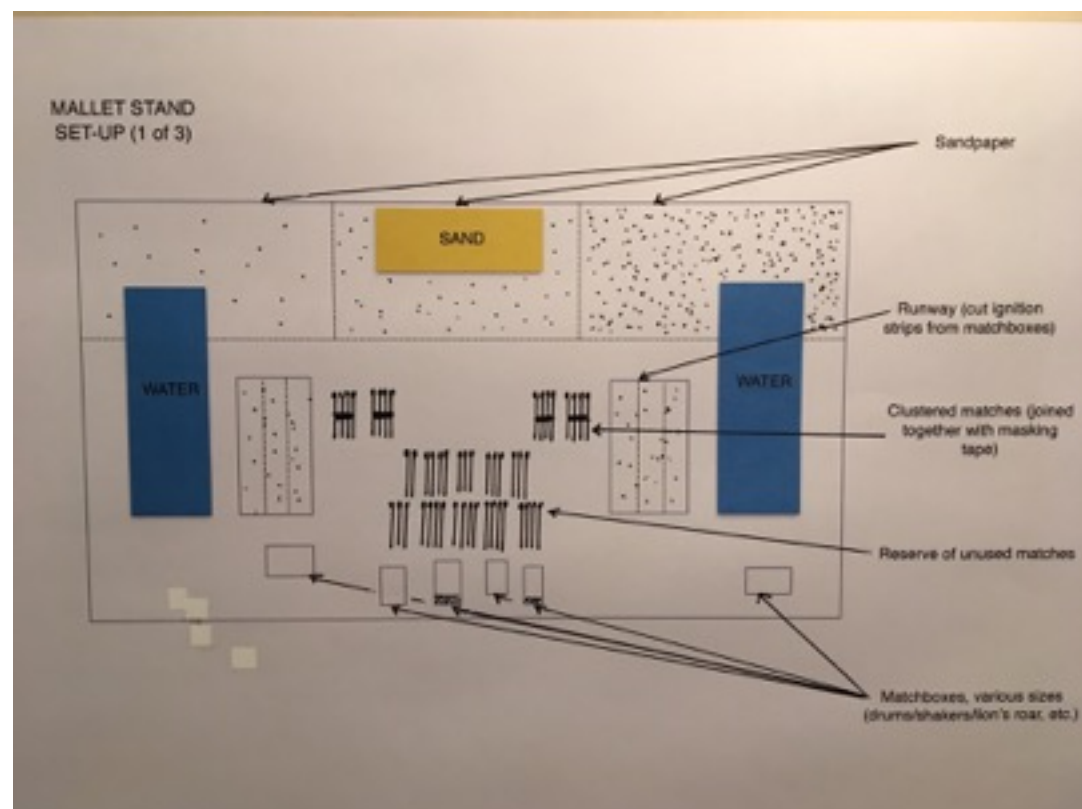 MALLET STAND
SET-UP (1 of 3)
Sandpaper
SAND
Runway (cut ignition
strips from matchboxes)
WATER
WATER
Clustered matches (joined
together with masking
tape)
Reserve of unused matches
Matchboxes, various sizes
(drums/shakers/lion's roar, etc.)